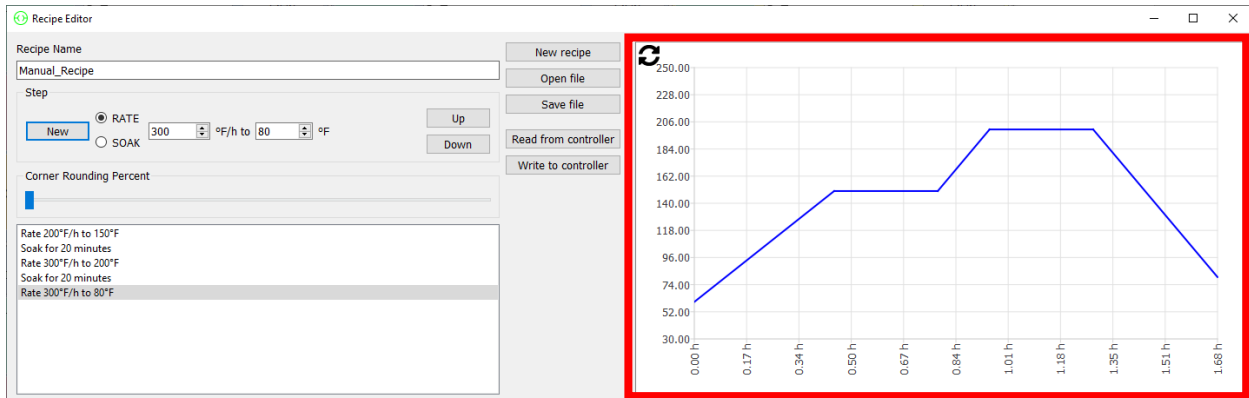 Recipe Editor
Recipe Name
Manual_Recipe
Step
New
RATE
SOAK
300 °F/h to 80 °F
Up
Down
Corner Rounding Percent
Rate 200°F/h to 150°F
Soak for 20 minutes
Rate 300°F/h to 200°F
Soak for 20 minutes
Rate 300°F/h to 80°F
New recipe
Open file
Save file
Read from controller
Write to controller
250.00
228.00
206.00
184.00
162.00
140.00
118.00
96.00
74.00
52.00
30.00
0.00 h
0.17 h
0.34 h
0.50 h
0.67 h
0.84 h
1.01 h
1.18 h
1.35 h
1.51 h
1.68 h